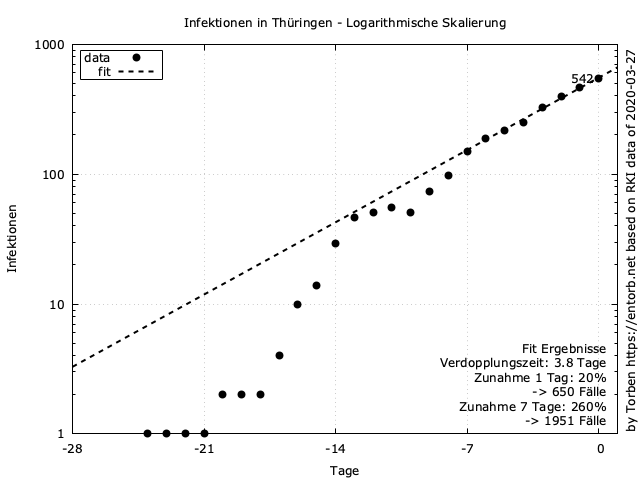 Infektionen in Thüringen - Logarithmische Skalierung
1000
100
10
1
Infektionen
data
fit
542
Fit Ergebnisse
Verdopplungszeit: 3.8 Tage
Zunahme 1 Tag: 20%
-> 650 Fälle
Zunahme 7 Tage: 260%
-> 1951 Fälle
-28 -21 -14 -7 0
Tage
by Torben https://entorb.net based on RKI data of 2020-03-27